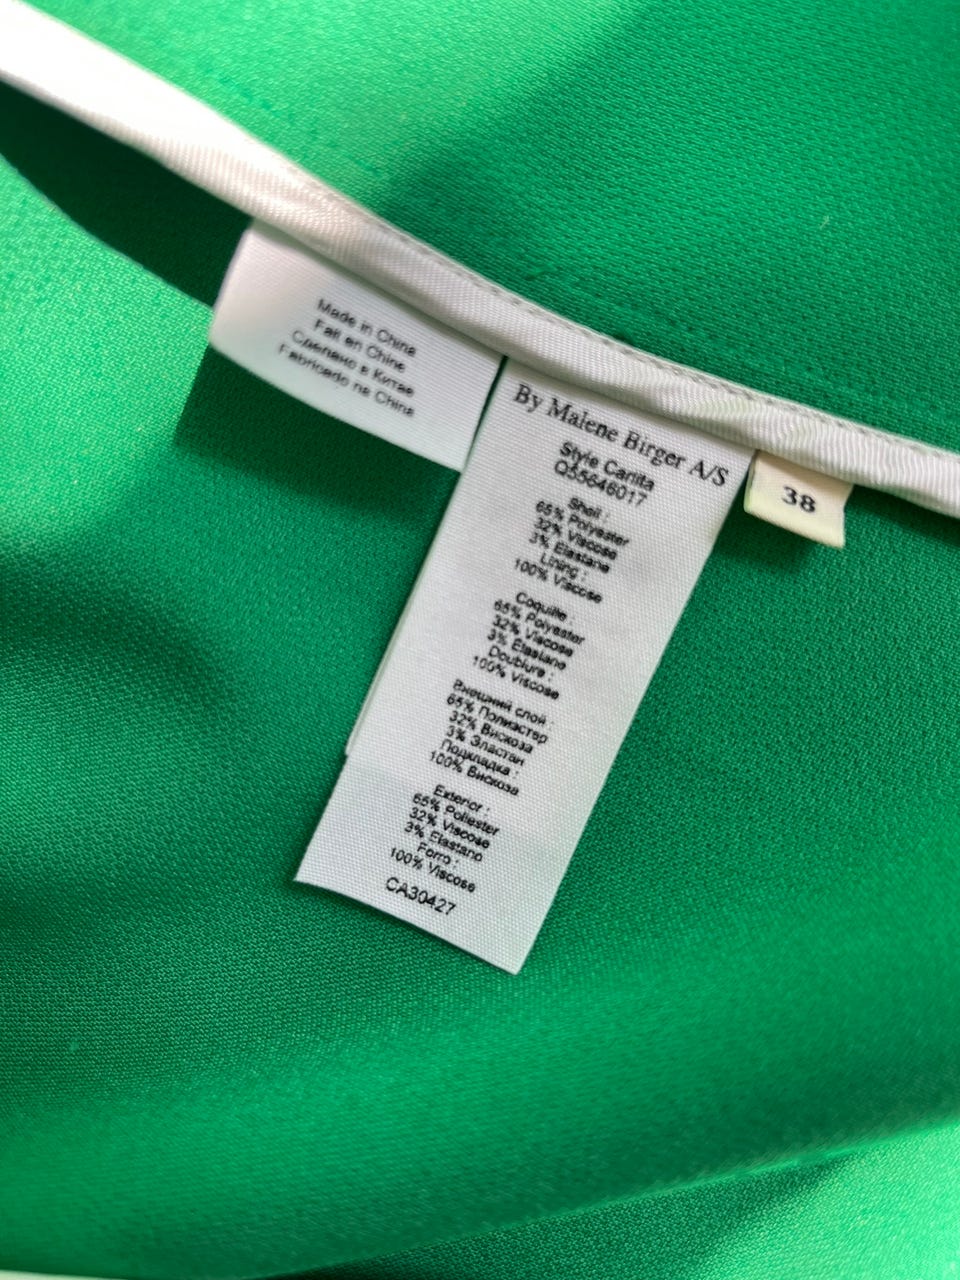 Made in China
Fait en Chine
Сделано в Китае
Fabricado na China
By Malene Birger A/S
Style Carlita
Q55646017
Shell :
65% Polyester
32% Viscose
3% Elastane
Lining :
100% Viscose
Coquille :
65% Polyester
32% Viscose
3% Elastane
Doublure :
100% Viscose
Внешний слой :
65% Полиэстер
32% Вискоза
3% Эластан
Подкладка :
100% Вискоза
Exterior :
65% Poliester
32% Viscose
3% Elastano
Forro :
100% Viscose
CA30427
38